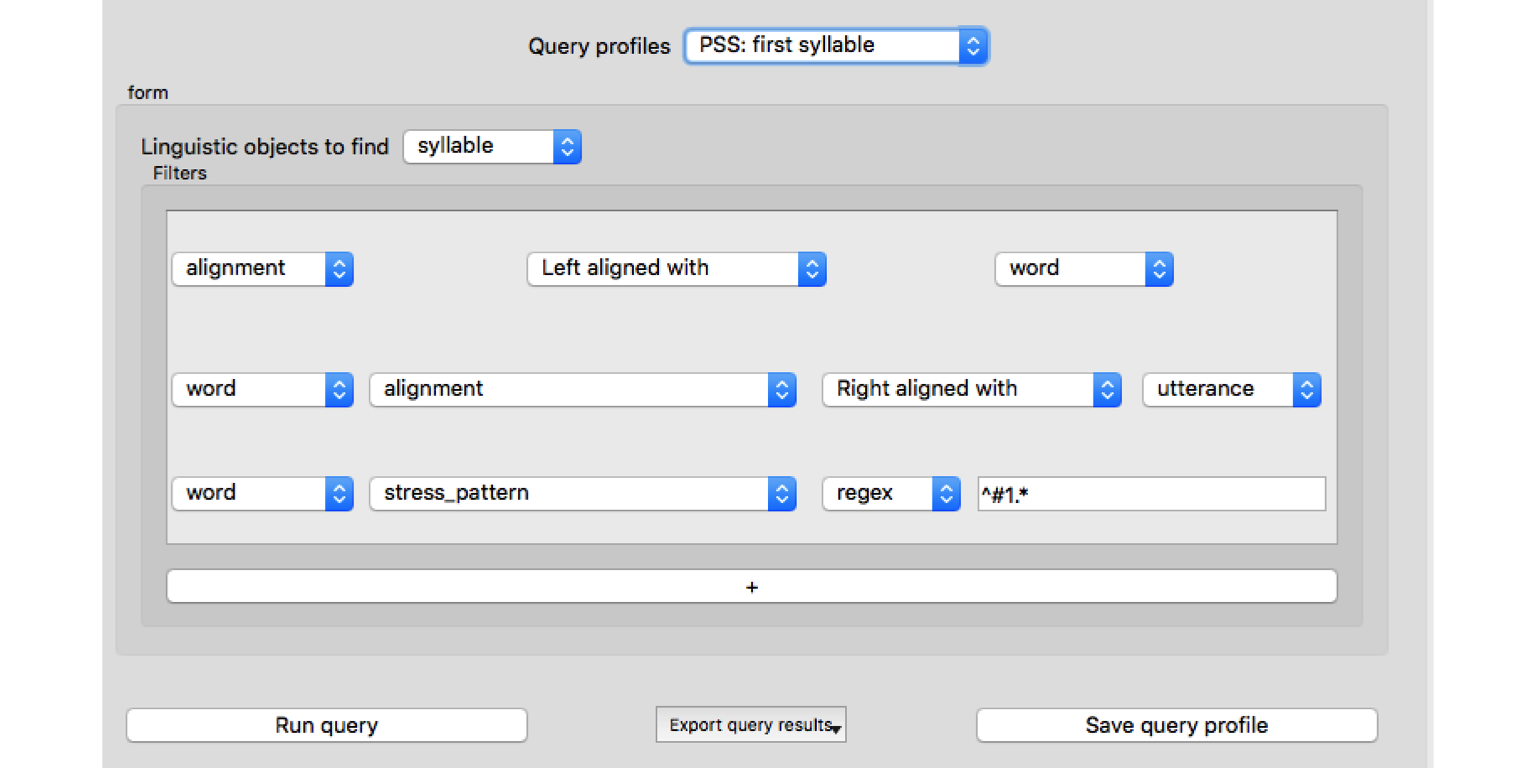 Query profiles PSS: first syllable
form
Linguistic objects to find syllable
Filters
alignment Left aligned with word
word alignment Right aligned with utterance
word stress_pattern regex ^#1.*
+
Run query Export query results Save query profile